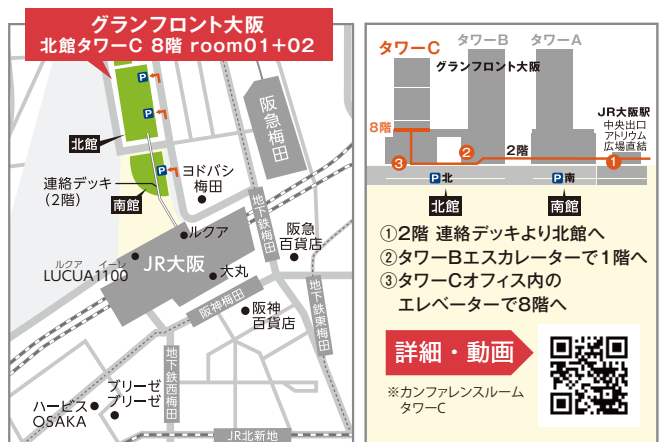 グランフロント大阪
北館タワーC 8階 room01+02
P
P
北館
P
阪急梅田
連絡デッキ
(2階)
南館
ヨドバシ
梅田
地下鉄梅田
ルクア
阪急
百貨店
ルクア イーレ
LUCUA1100
JR大阪
大丸
阪神梅田
阪神
百貨店
地下鉄東梅田
地下鉄西梅田
ブリーゼ
ブリーゼ
ハービス
OSAKA
JR北新地
タワーC
タワーB
タワーA
グランフロント大阪
JR大阪駅
中央出口
アトリウム
広場直結
8階
③
②
2階
①
P北
P南
北館
南館
①2階 連絡デッキより北館へ
②タワーBエスカレーターで1階へ
③タワーCオフィス内の
エレベーターで8階へ
詳細・動画
※カンファレンスルーム
タワーC